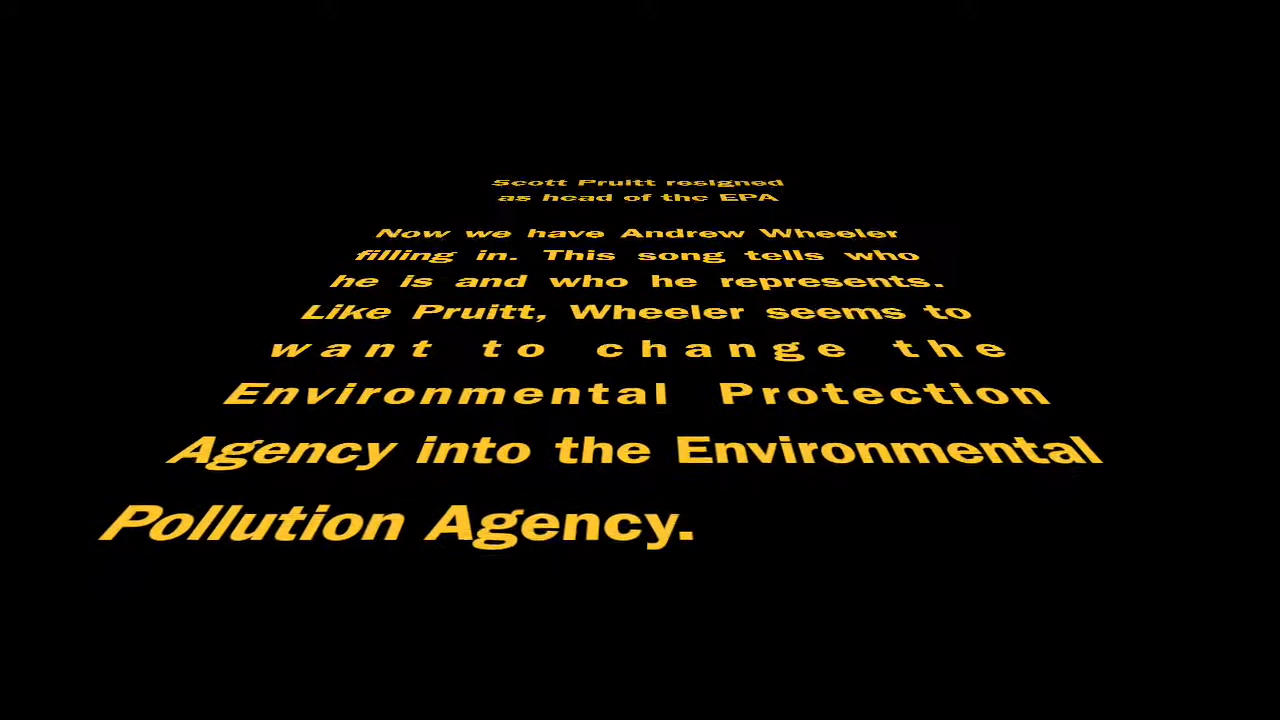 Scott Pruitt resigned
as head of the EPA
Now we have Andrew Wheeler
filling in. This song tells who
he is and who he represents.
Like Pruitt, Wheeler seems to
want to change the
Environmental Protection
Agency into the Environmental
Pollution Agency.